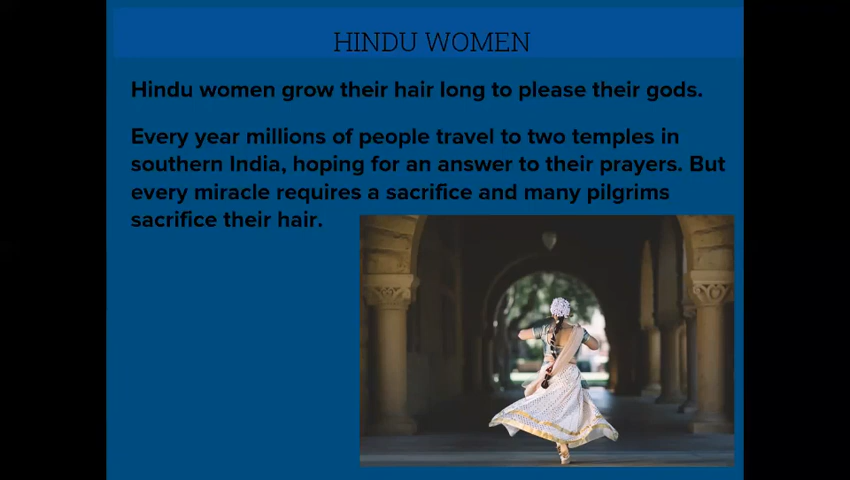 HINDU WOMEN
Hindu women grow their hair long to please their gods.
Every year millions of people travel to two temples in
southern India, hoping for an answer to their prayers. But
every miracle requires a sacrifice and many pilgrims
sacrifice their hair.